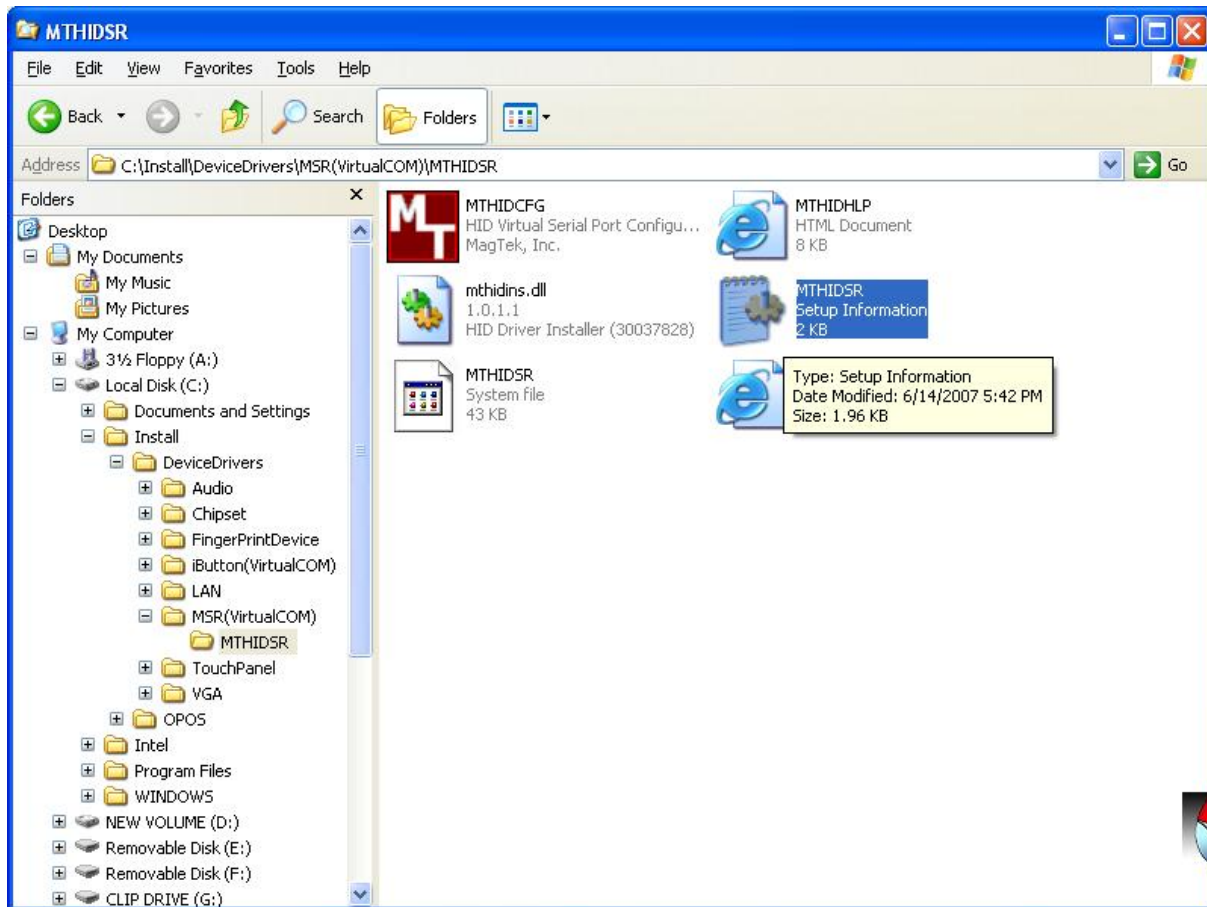 MTHIDSR
File Edit View Favorites Tools Help
Back Search Folders
Address C:\Install\DeviceDrivers\MSR(VirtualCOM)\MTHIDSR Go
Folders
Desktop
My Documents
My Music
My Pictures
My Computer
3½ Floppy (A:)
Local Disk (C:)
Documents and Settings
Install
DeviceDrivers
Audio
Chipset
FingerPrintDevice
iButton(VirtualCOM)
LAN
MSR(VirtualCOM)
MTHIDSR
TouchPanel
VGA
OPOS
Intel
Program Files
WINDOWS
NEW VOLUME (D:)
Removable Disk (E:)
Removable Disk (F:)
CLIP DRIVE (G:)
MT
MTHIDCFG
HID Virtual Serial Port Configu...
MagTek, Inc.
MTHIDHLP
HTML Document
8 KB
mthidins.dll
1.0.1.1
HID Driver Installer (30037828)
MTHIDSR
Setup Information
2 KB
MTHIDSR
System file
43 KB
Type: Setup Information
Date Modified: 6/14/2007 5:42 PM
Size: 1.96 KB